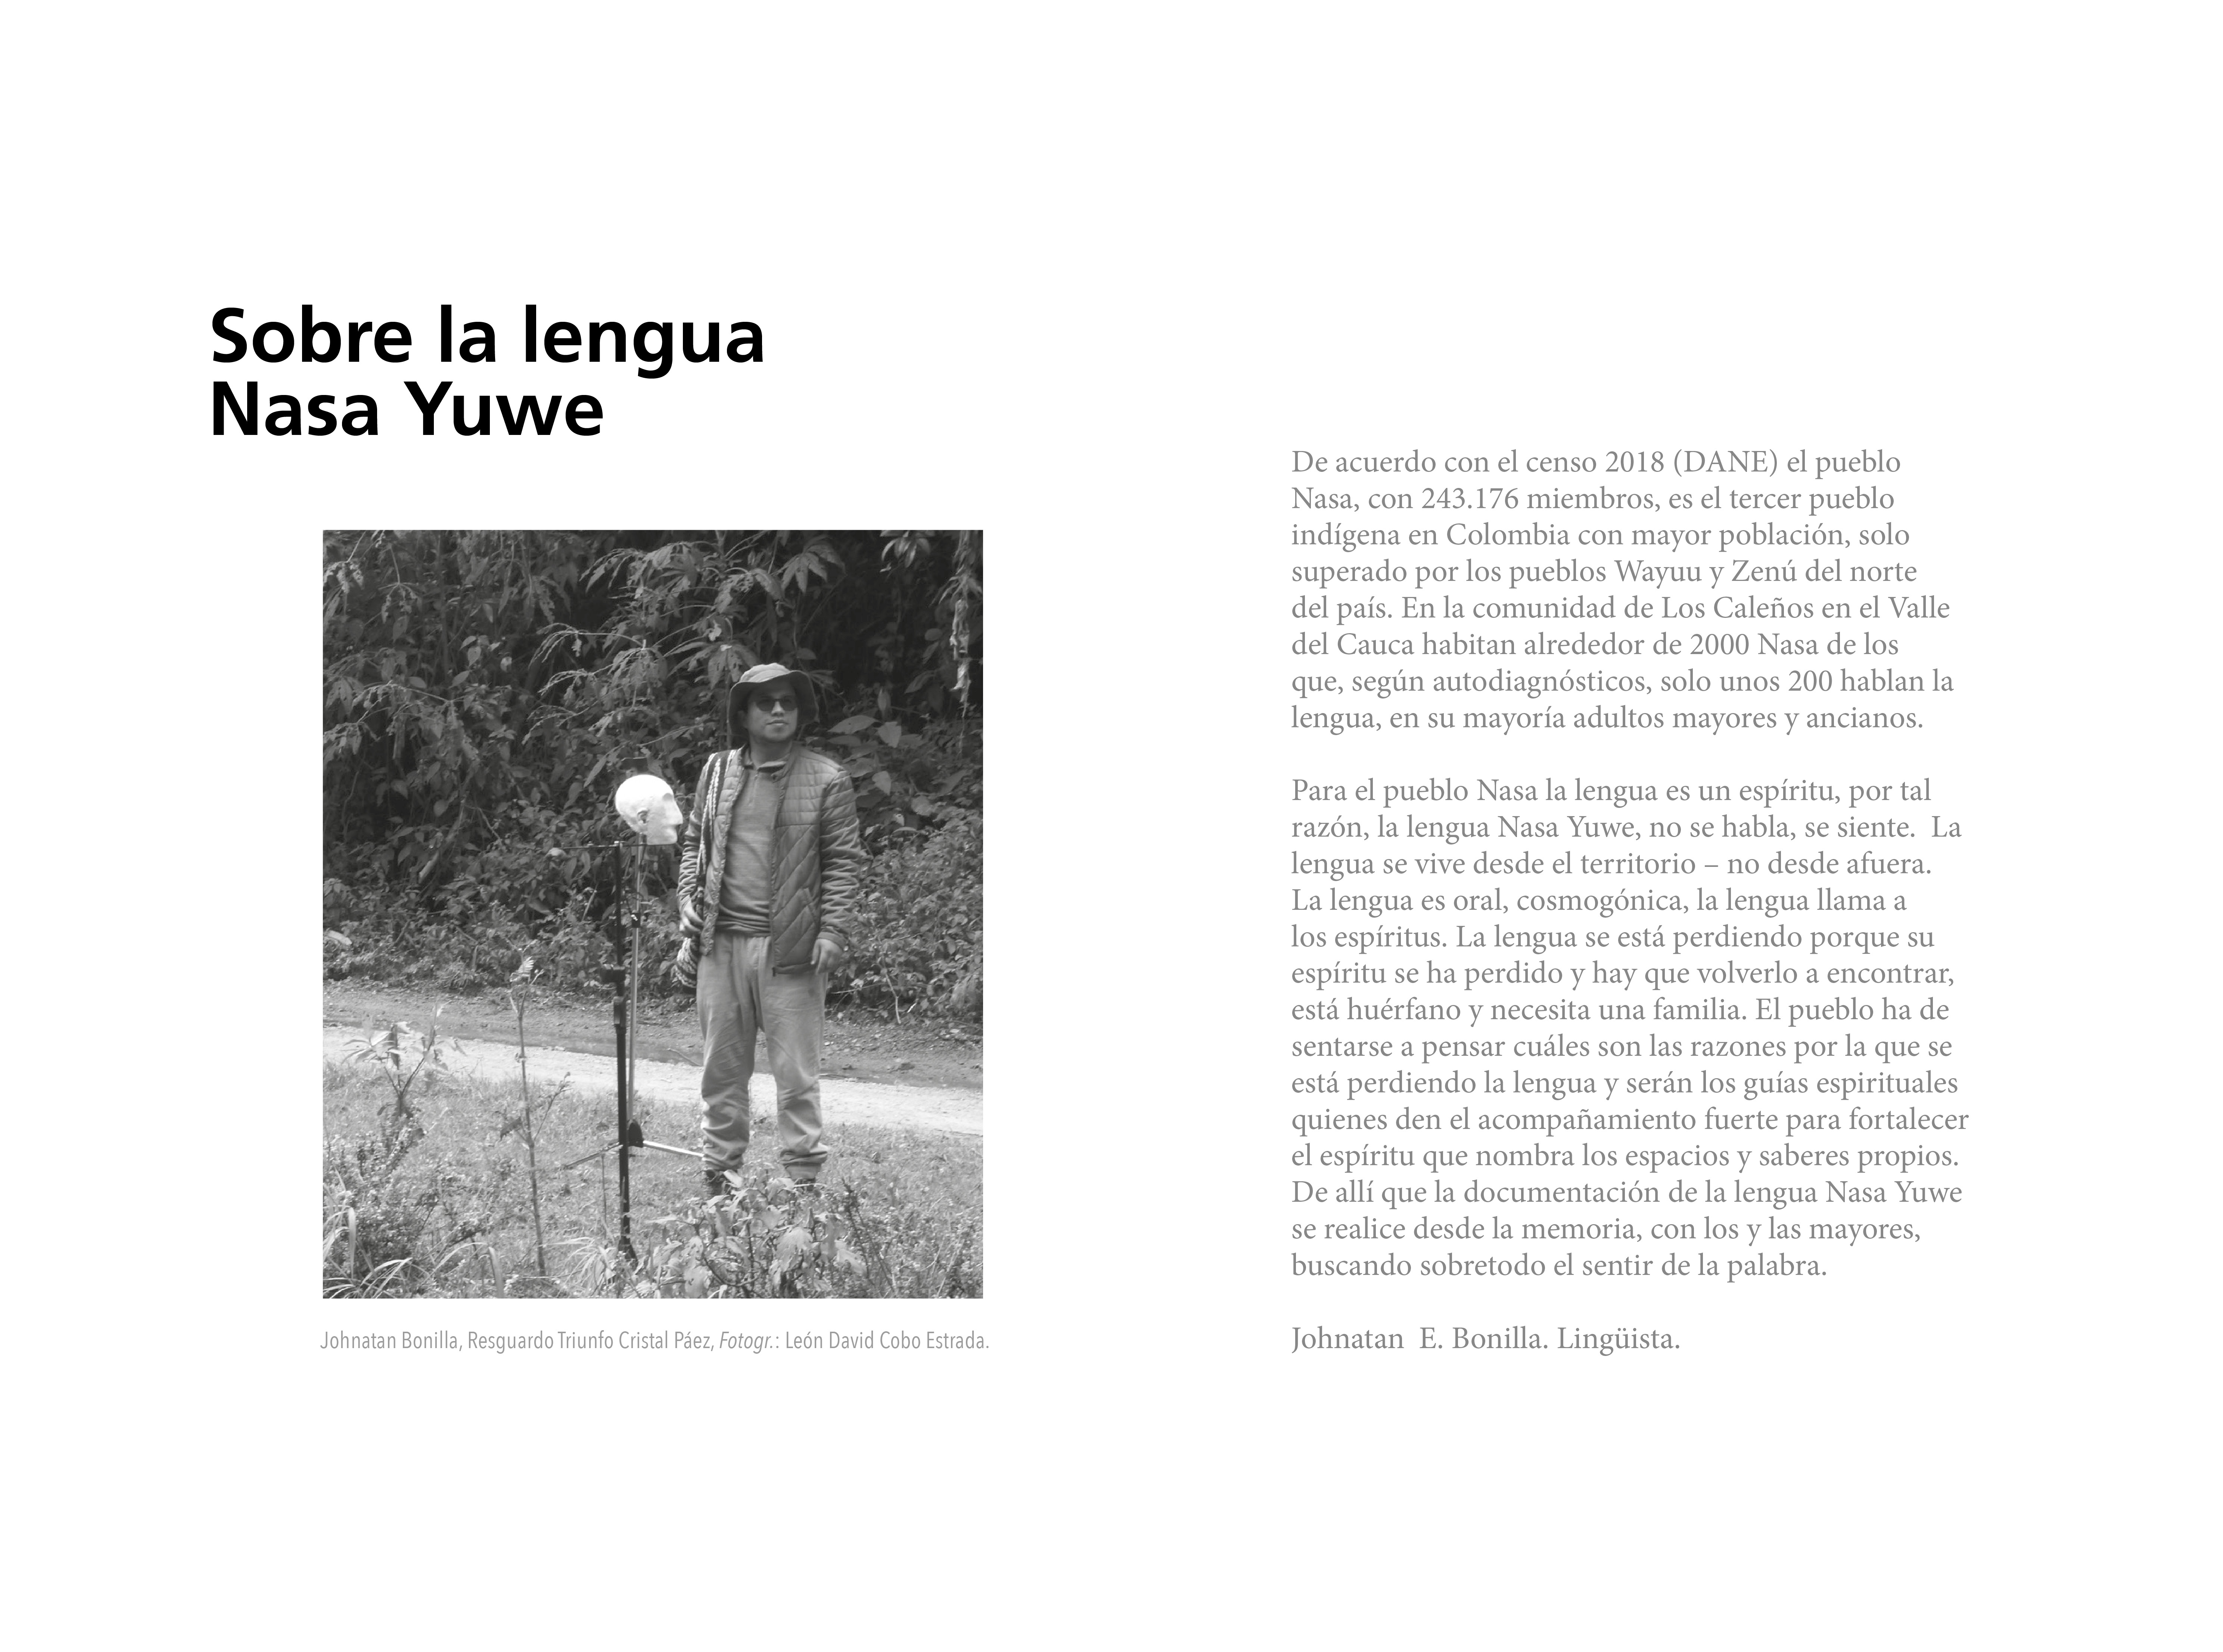 Sobre la lengua
Nasa Yuwe
Johnatan Bonilla, Resguardo Triunfo Cristal Páez, Fotogr.: León David Cobo Estrada.
De acuerdo con el censo 2018 (DANE) el pueblo
Nasa, con 243.176 miembros, es el tercer pueblo
indígena en Colombia con mayor población, solo
superado por los pueblos Wayuu y Zenú del norte
del país. En la comunidad de Los Caleños en el Valle
del Cauca habitan alrededor de 2000 Nasa de los
que, según autodiagnósticos, solo unos 200 hablan la
lengua, en su mayoría adultos mayores y ancianos.
Para el pueblo Nasa la lengua es un espíritu, por tal
razón, la lengua Nasa Yuwe, no se habla, se siente.  La
lengua se vive desde el territorio – no desde afuera.
La lengua es oral, cosmogónica, la lengua llama a
los espíritus. La lengua se está perdiendo porque su
espíritu se ha perdido y hay que volverlo a encontrar,
está huérfano y necesita una familia. El pueblo ha de
sentarse a pensar cuáles son las razones por la que se
está perdiendo la lengua y serán los guías espirituales
quienes den el acompañamiento fuerte para fortalecer
el espíritu que nombra los espacios y saberes propios.
De allí que la documentación de la lengua Nasa Yuwe
se realice desde la memoria, con los y las mayores,
buscando sobretodo el sentir de la palabra.
Johnatan  E. Bonilla. Lingüista.